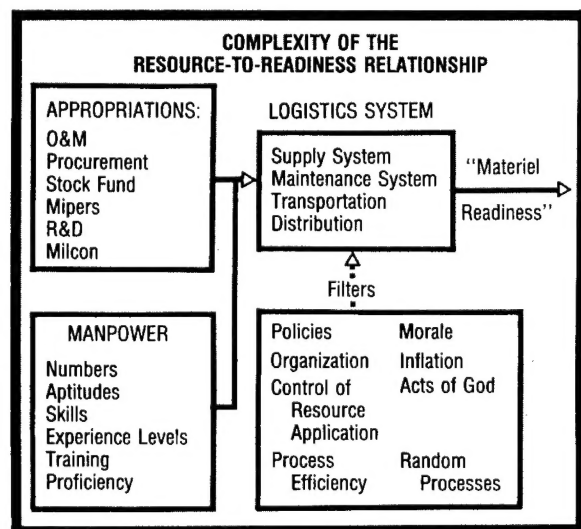 COMPLEXITY OF THE
RESOURCE-TO-READINESS RELATIONSHIP
APPROPRIATIONS:
O&M
Procurement
Stock Fund
Mipers
R&D
Milcon
MANPOWER
Numbers
Aptitudes
Skills
Experience Levels
Training
Proficiency
LOGISTICS SYSTEM
Supply System
Maintenance System
Transportation
Distribution
"Materiel
Readiness"
Filters
Policies
Organization
Control of
Resource
Application
Process
Efficiency
Morale
Inflation
Acts of God
Random
Processes